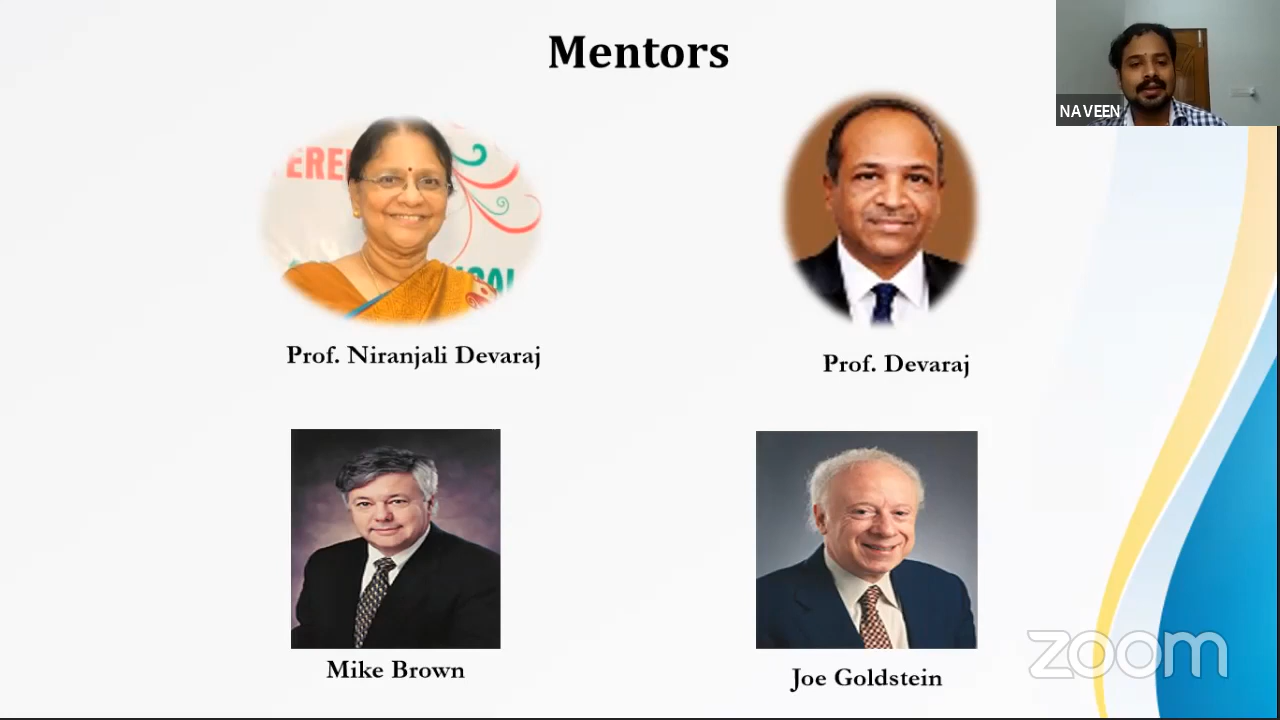 Mentors
NAVEEN
Prof. Niranjali Devaraj
Prof. Devaraj
Mike Brown
Joe Goldstein
zoom